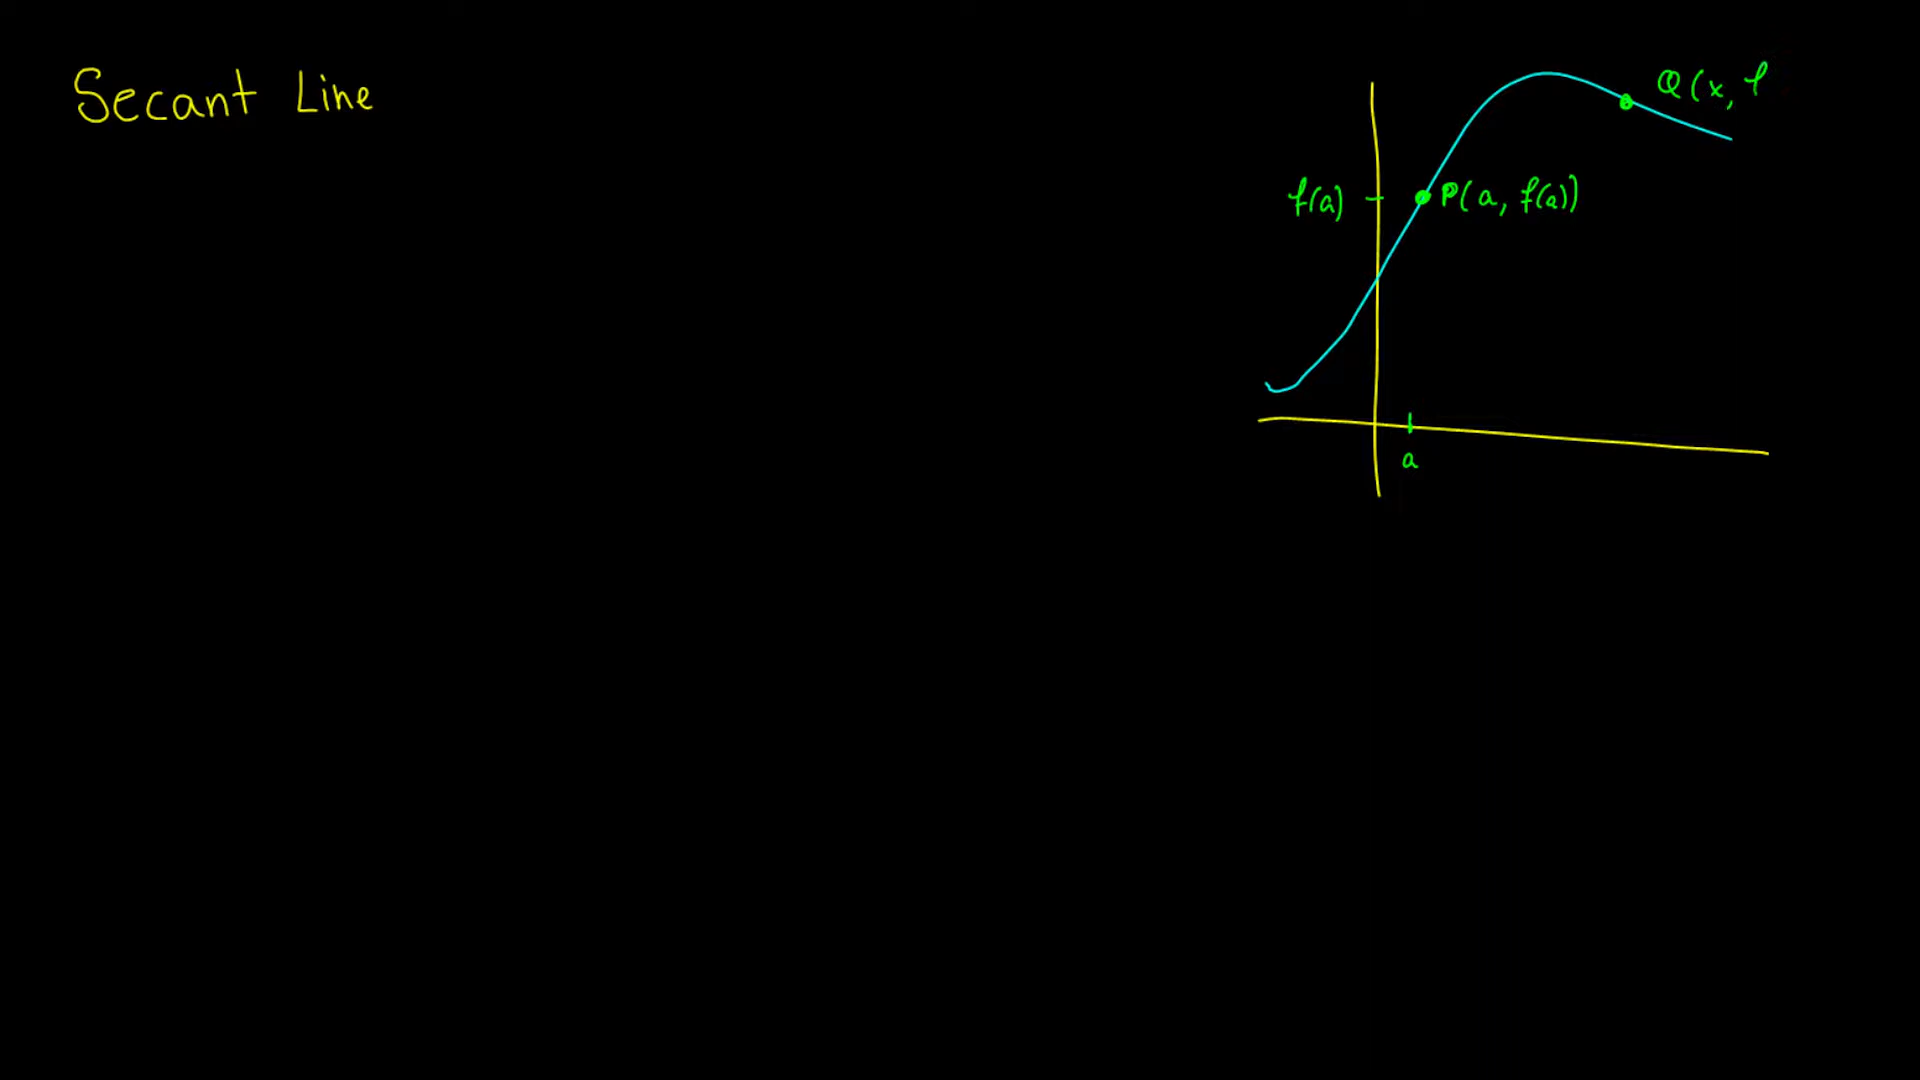 Secant Line
Q(x, f
f(a)
P(a, f(a))
a